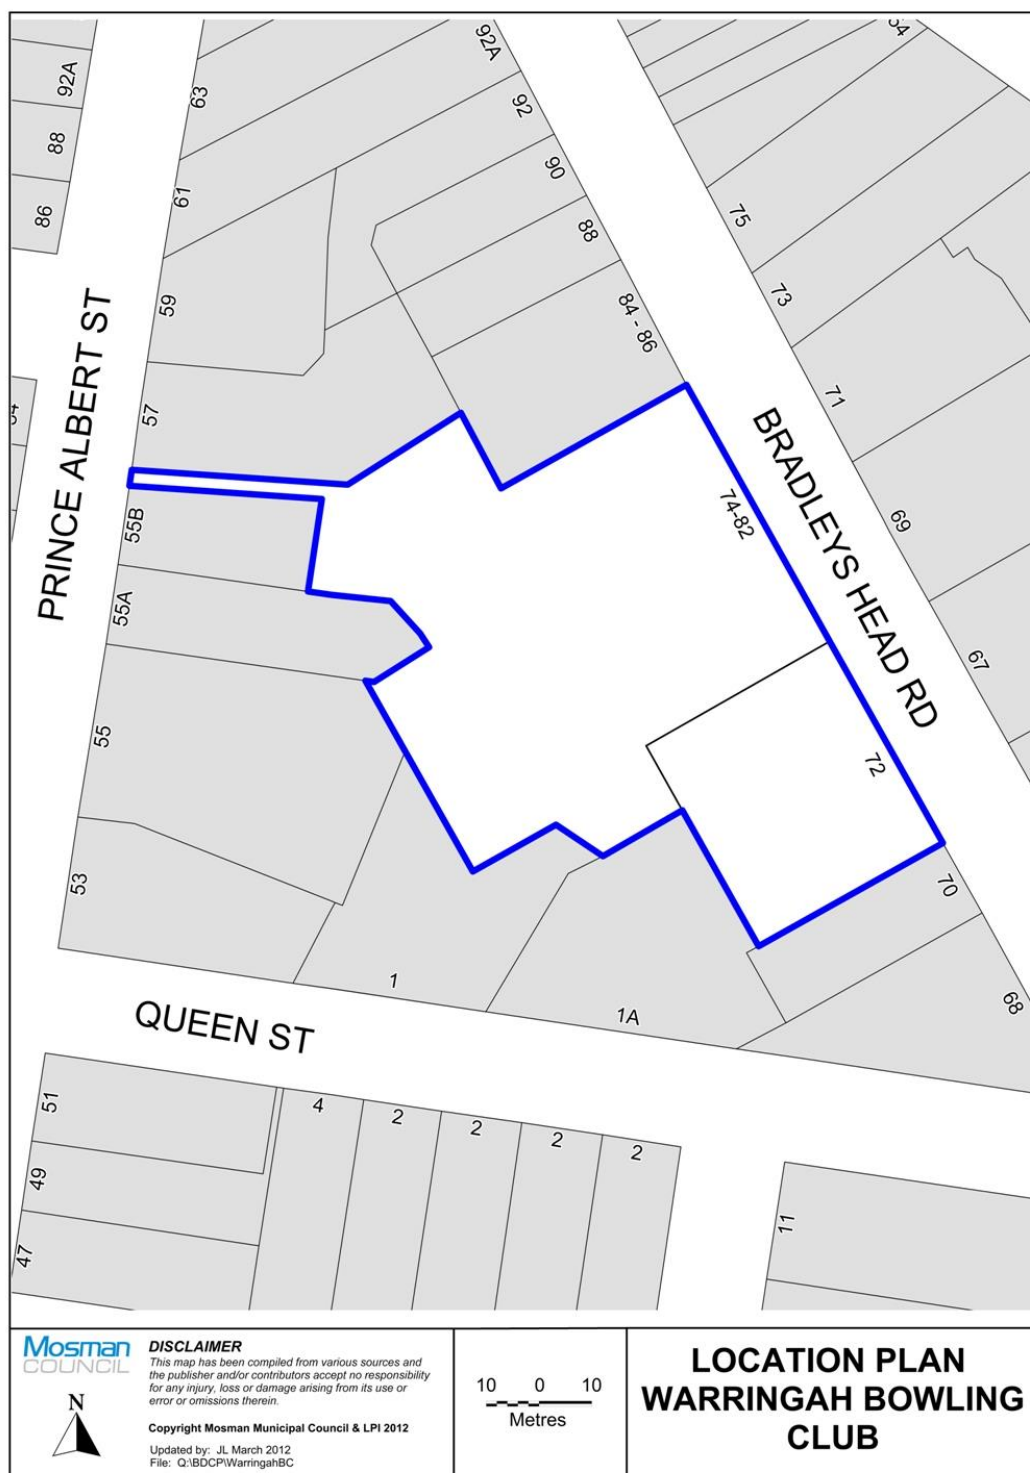 92A
88
86
63
61
59
57
55B
55A
55
53
92A
92
90
88
84 - 86
74-82
72
70
68
75
73
71
69
67
PRINCE ALBERT ST
BRADLEYS HEAD RD
QUEEN ST
1
1A
51
49
47
4
2
2
2
2
11
Mosman
COUNCIL
N
DISCLAIMER
This map has been compiled from various sources and
the publisher and/or contributors accept no responsibility
for any injury, loss or damage arising from its use or
error or omissions therein.
Copyright Mosman Municipal Council & LPI 2012
Updated by: JL March 2012
File: Q:\BDCP\WarringahBC
10 0 10
Metres
LOCATION PLAN
WARRINGAH BOWLING
CLUB